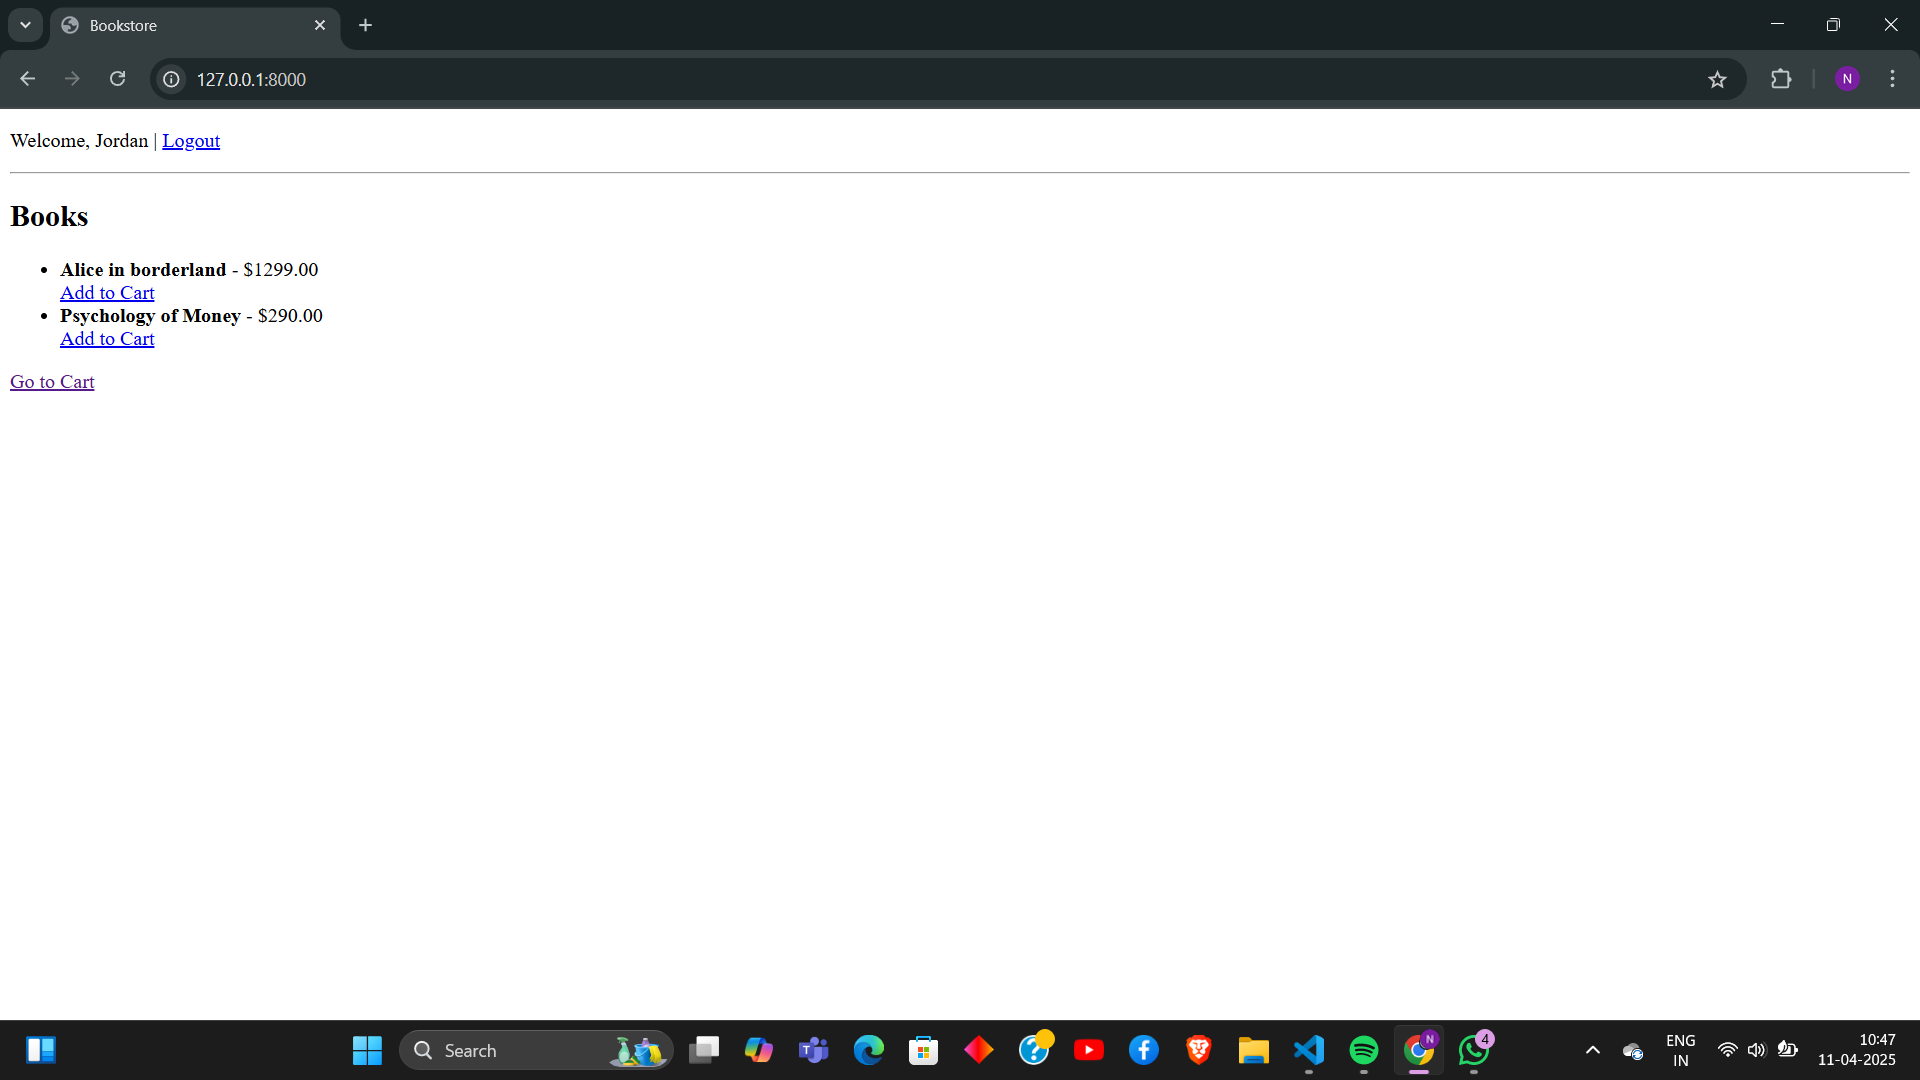 Bookstore
127.0.0.1:8000
N
Welcome, Jordan | Logout
Books
Alice in borderland - $1299.00
Add to Cart
Psychology of Money - $290.00
Add to Cart
Go to Cart
Search
T
?
N
4
ENG
IN
10:47
11-04-2025